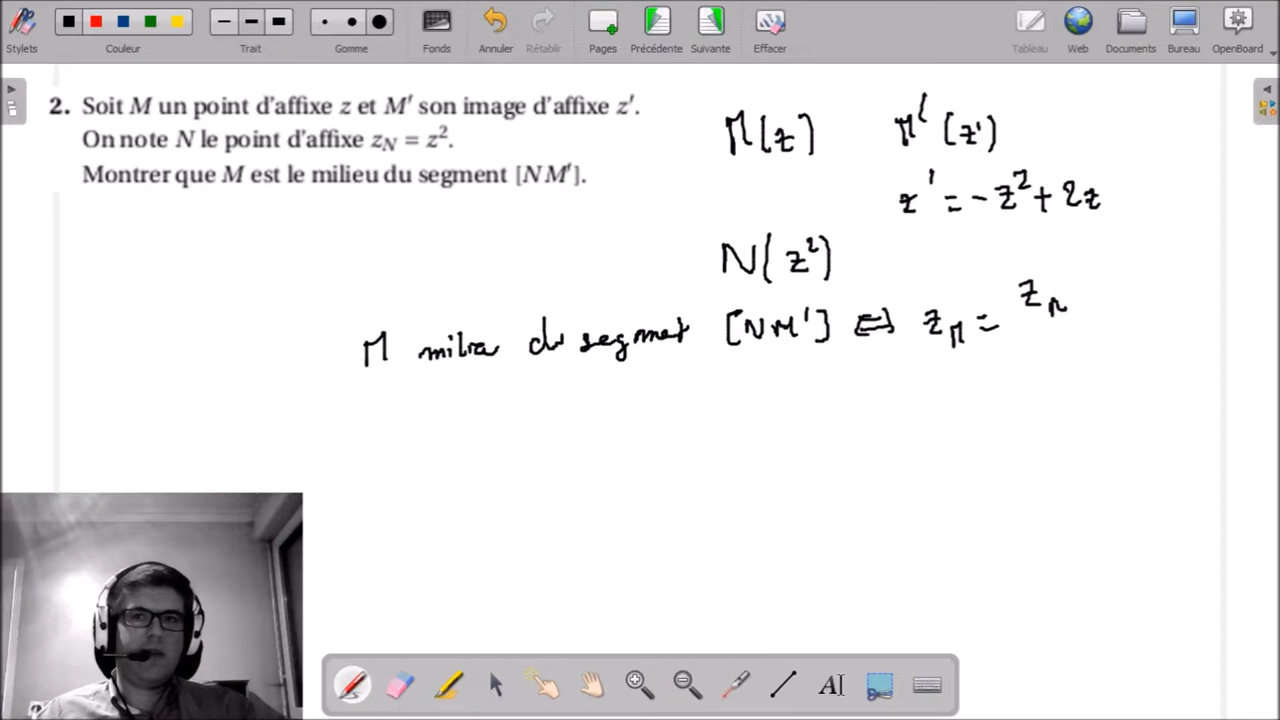 Stylets Couleur Trait Gomme Fonds Annuler Rétablir Pages Précédente Suivante Effacer Tableau Web Documents Bureau OpenBoard
2. Soit M un point d'affixe z et M′ son image d'affixe z′.
On note N le point d'affixe z_N = z².
Montrer que M est le milieu du segment [NM′].
M(z) M'(z')
z' = -z² + 2z
N(z²)
M milieu du segment [NM'] ⇔ z_M = z_N
AI